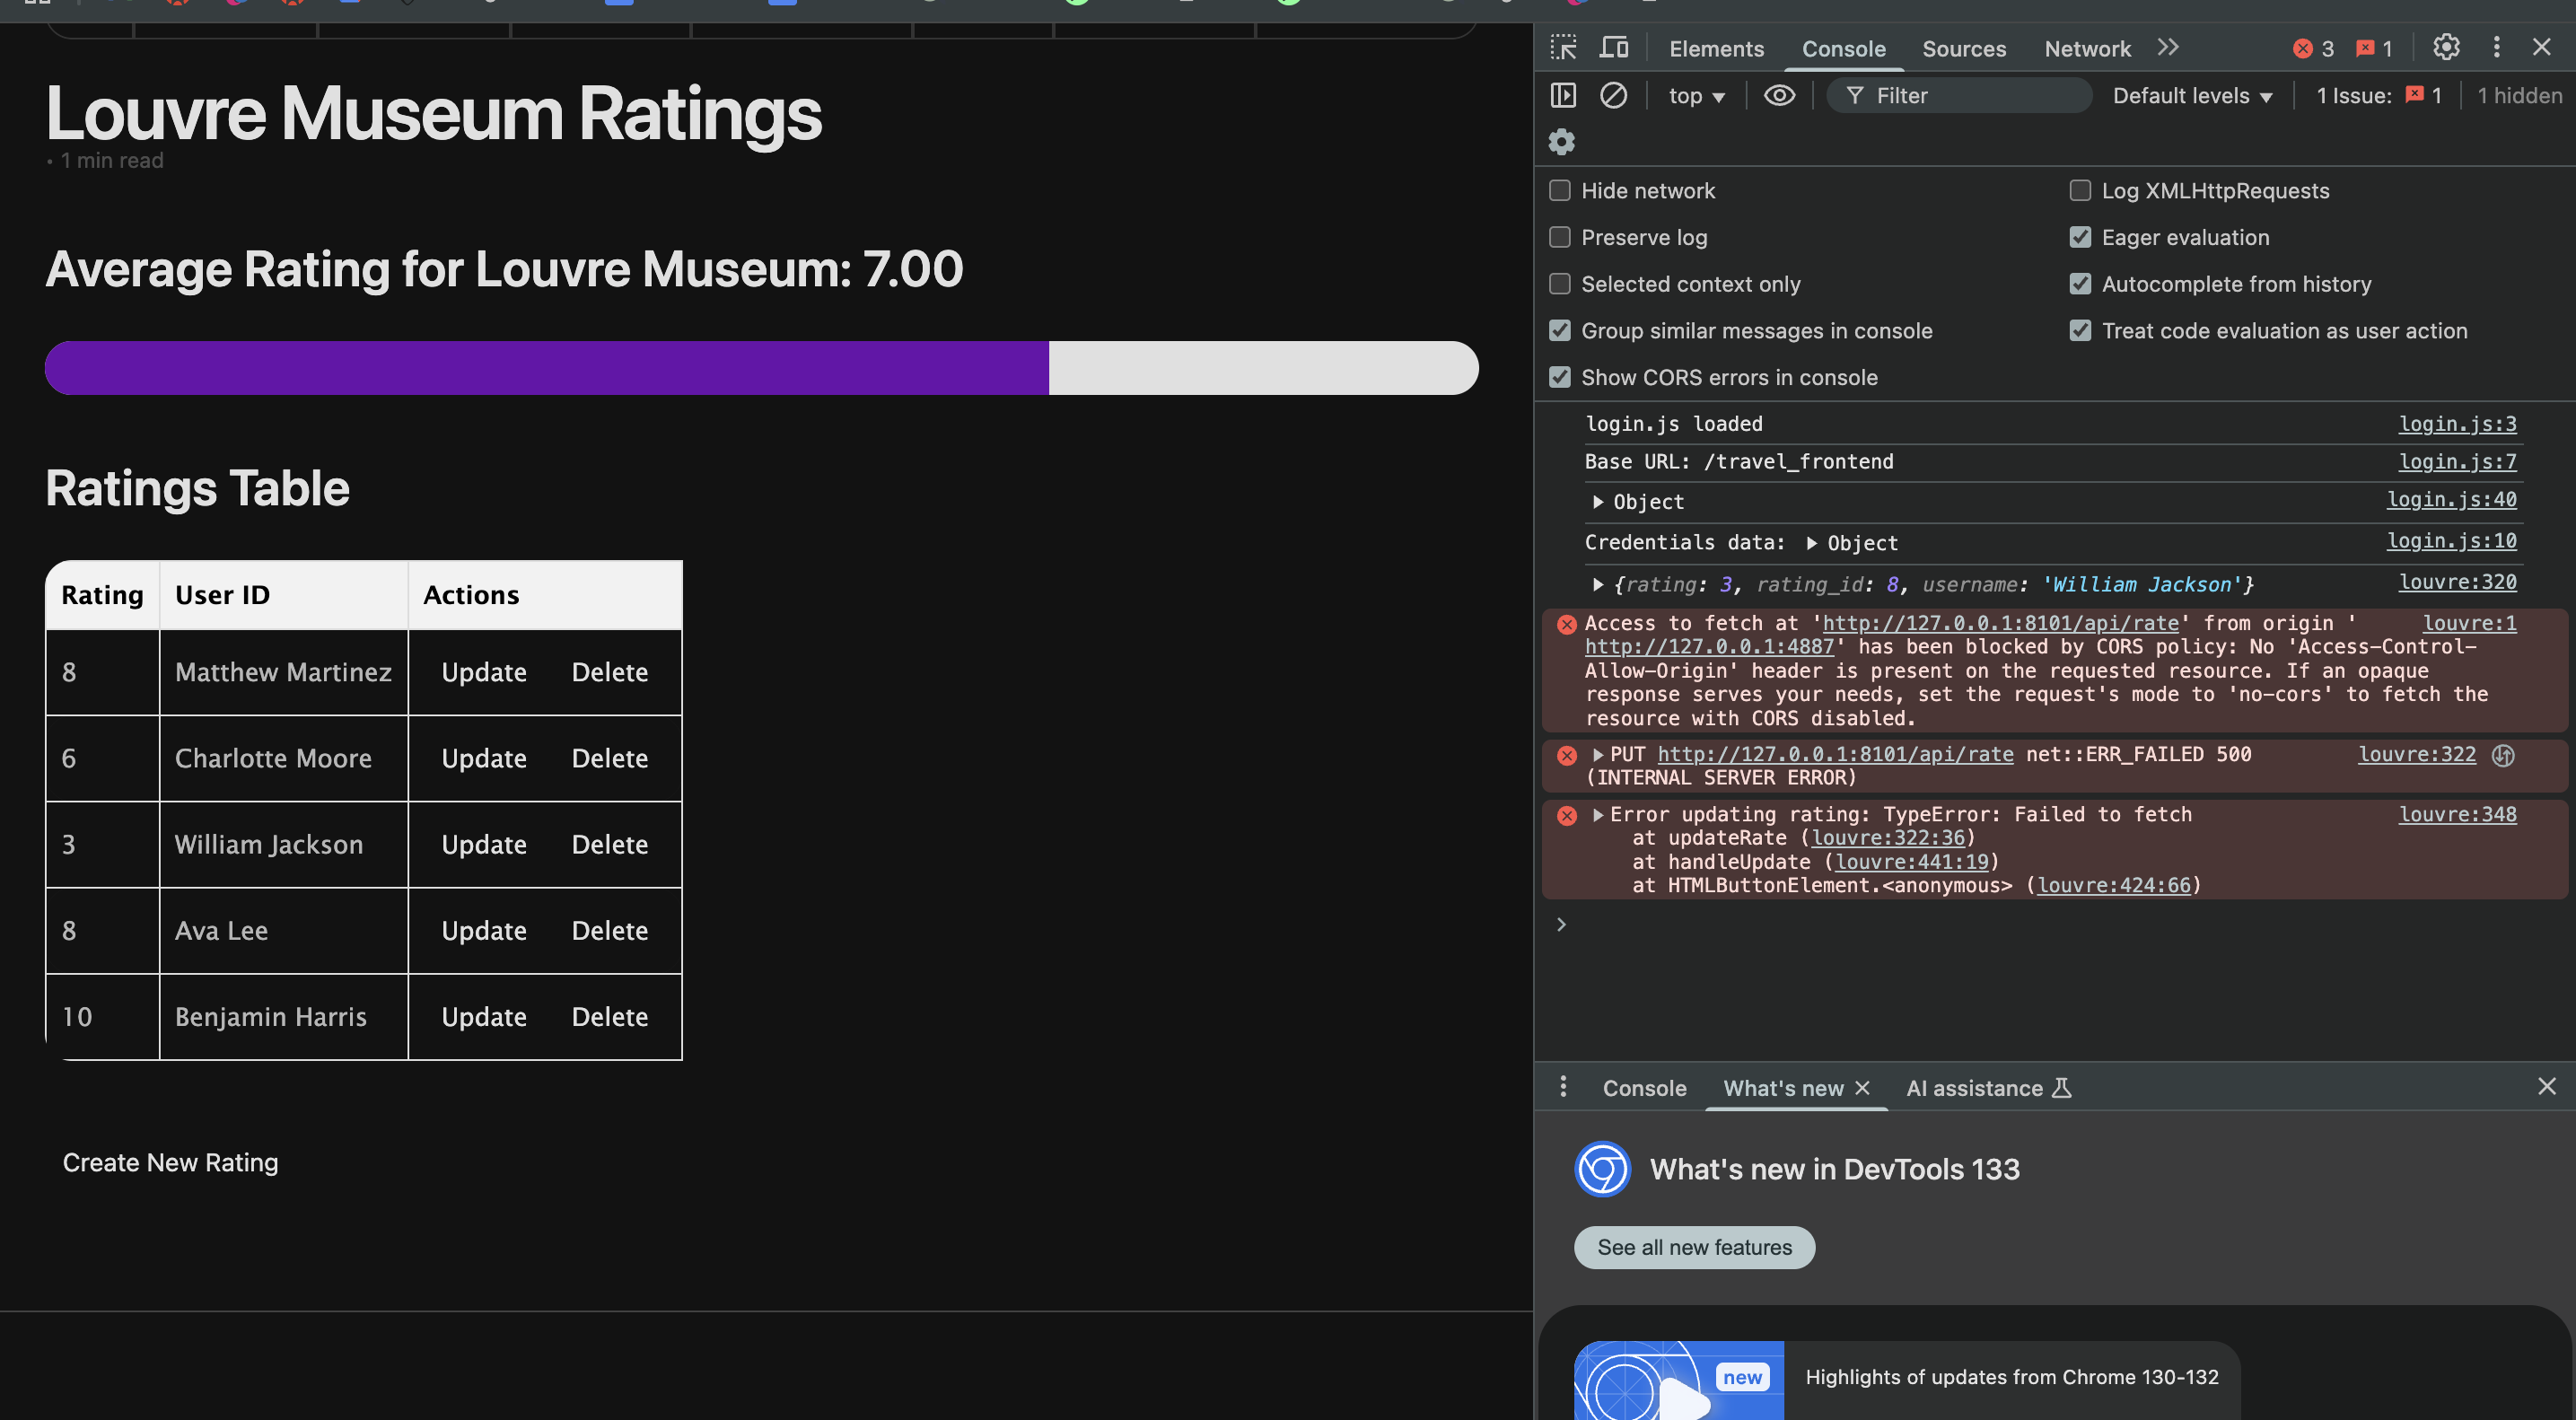 Louvre Museum Ratings
• 1 min read
Average Rating for Louvre Museum: 7.00
Ratings Table
Rating User ID Actions
8 Matthew Martinez Update Delete
6 Charlotte Moore Update Delete
3 William Jackson Update Delete
8 Ava Lee Update Delete
10 Benjamin Harris Update Delete
Create New Rating
Elements Console Sources Network 3 1
top Filter Default levels 1 Issue: 1 1 hidden
Hide network Log XMLHttpRequests
Preserve log Eager evaluation
Selected context only Autocomplete from history
Group similar messages in console Treat code evaluation as user action
Show CORS errors in console
login.js loaded login.js:3
Base URL: /travel_frontend login.js:7
Object login.js:40
Credentials data: Object login.js:10
{rating: 3, rating_id: 8, username: 'William Jackson'} louvre:320
Access to fetch at 'http://127.0.0.1:8101/api/rate' from origin ' louvre:1
http://127.0.0.1:4887' has been blocked by CORS policy: No 'Access-Control-
Allow-Origin' header is present on the requested resource. If an opaque
response serves your needs, set the request's mode to 'no-cors' to fetch the
resource with CORS disabled.
PUT http://127.0.0.1:8101/api/rate net::ERR_FAILED 500 louvre:322
(INTERNAL SERVER ERROR)
Error updating rating: TypeError: Failed to fetch louvre:348
at updateRate (louvre:322:36)
at handleUpdate (louvre:441:19)
at HTMLButtonElement.<anonymous> (louvre:424:66)
Console What's new AI assistance
What's new in DevTools 133
See all new features
new
Highlights of updates from Chrome 130-132